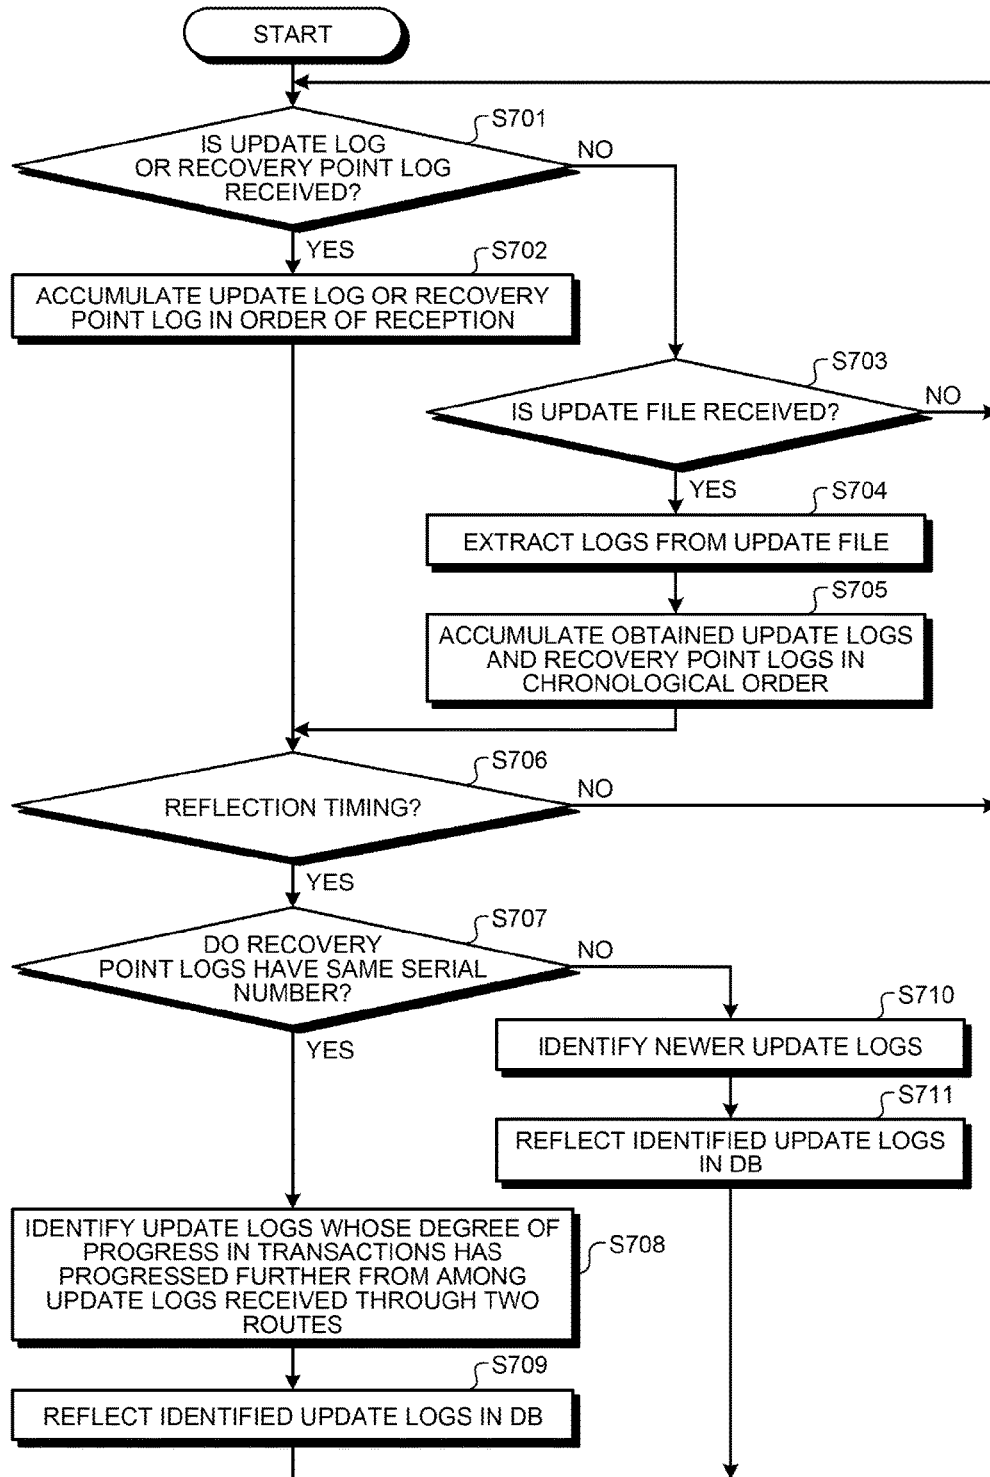 START
S701
IS UPDATE LOG
OR RECOVERY POINT LOG
RECEIVED?
NO
YES
S702
ACCUMULATE UPDATE LOG OR RECOVERY
POINT LOG IN ORDER OF RECEPTION
S703
IS UPDATE FILE RECEIVED?
NO
YES
S704
EXTRACT LOGS FROM UPDATE FILE
S705
ACCUMULATE OBTAINED UPDATE LOGS
AND RECOVERY POINT LOGS IN
CHRONOLOGICAL ORDER
S706
REFLECTION TIMING?
NO
YES
S707
DO RECOVERY
POINT LOGS HAVE SAME SERIAL
NUMBER?
NO
YES
S710
IDENTIFY NEWER UPDATE LOGS
S711
REFLECT IDENTIFIED UPDATE LOGS
IN DB
IDENTIFY UPDATE LOGS WHOSE DEGREE OF
PROGRESS IN TRANSACTIONS HAS
PROGRESSED FURTHER FROM AMONG
UPDATE LOGS RECEIVED THROUGH TWO
ROUTES
S708
S709
REFLECT IDENTIFIED UPDATE LOGS IN DB